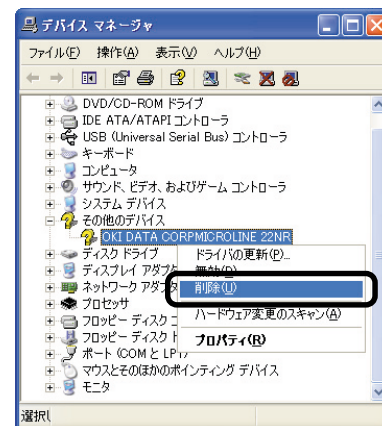 デバイス マネージャ
ファイル(F) 操作(A) 表示(V) ヘルプ(H)
DVD/CD-ROM ドライブ
IDE ATA/ATAPI コントローラ
USB (Universal Serial Bus) コントローラ
キーボード
コンピュータ
サウンド、ビデオ、およびゲーム コントローラ
システム デバイス
その他のデバイス
OKI DATA CORPMICROLINE 22NR
ディスク ドライブ
ドライバの更新(P)...
ディスプレイ アダプタ
無効(D)
ネットワーク アダプタ
削除(U)
プロセッサ
フロッピー ディスク コ
ハードウェア変更のスキャン(A)
フロッピー ディスク ド
プロパティ(R)
ポート (COM と LPT)
マウスとそのほかのポインティング デバイス
モニタ
選択し